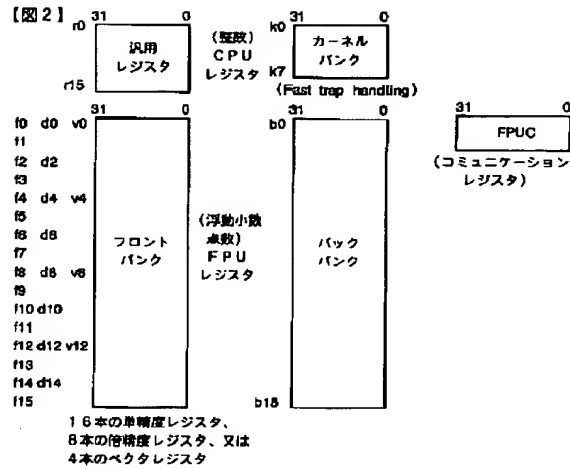 【図2】
31 0
r0
汎用
レジスタ
r15
(整数)
CPU
レジスタ
31 0
k0
カーネル
バンク
k7
(Fast trap handling)
31 0
FPUC
(コミュニケーション
レジスタ)
31 0
f0 d0 v0
f1
f2 d2
f3
f4 d4 v4
f5
f6 d6
f7
f8 d8 v8
f9
f10 d10
f11
f12 d12 v12
f13
f14 d14
f15
フロント
バンク
(浮動小数
点数)
FPU
レジスタ
31 0
b0
バック
バンク
b15
16本の単精度レジスタ、
8本の倍精度レジスタ、又は
4本のベクタレジスタ